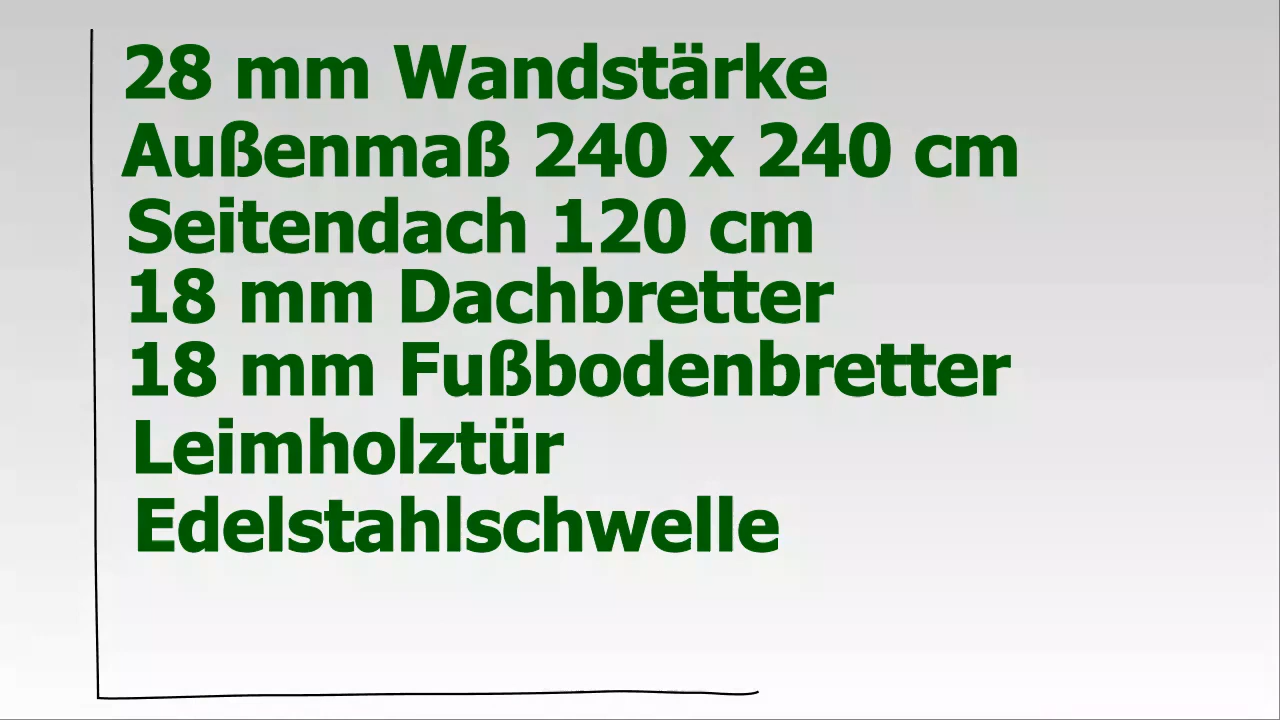 28 mm Wandstärke
Außenmaß 240 x 240 cm
Seitendach 120 cm
18 mm Dachbretter
18 mm Fußbodenbretter
Leimholztür
Edelstahlschwelle